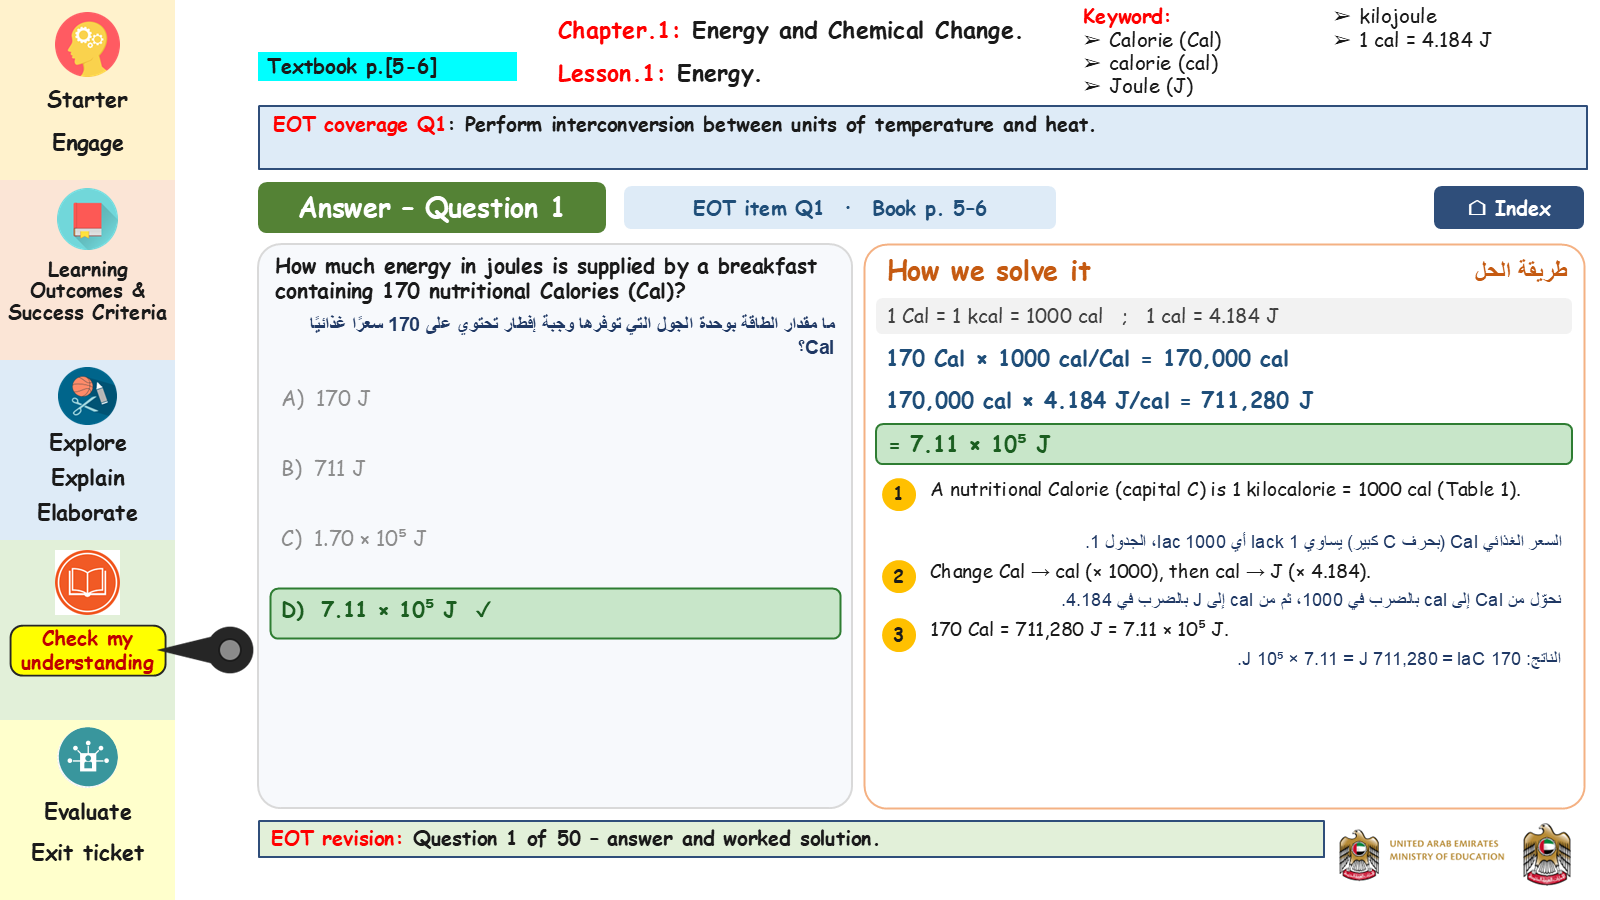 Starter
Engage
Learning
Outcomes &
Success Criteria
Explore
Explain
Elaborate
Check my
understanding
Evaluate
Exit ticket
Textbook p.[5-6]
Chapter.1: Energy and Chemical Change.
Lesson.1: Energy.
Keyword:
➢ Calorie (Cal)
➢ calorie (cal)
➢ Joule (J)
➢ kilojoule
➢ 1 cal = 4.184 J
EOT coverage Q1: Perform interconversion between units of temperature and heat.
Answer – Question 1
EOT item Q1 · Book p. 5–6
⌂ Index
How much energy in joules is supplied by a breakfast
containing 170 nutritional Calories (Cal)?
ما مقدار الطاقة بوحدة الجول التي توفرها وجبة إفطار تحتوي على 170 سعرًا غذائيًا
Cal؟
A) 170 J
B) 711 J
C) 1.70 × 10⁵ J
D) 7.11 × 10⁵ J ✓
How we solve it
طريقة الحل
1 Cal = 1 kcal = 1000 cal ; 1 cal = 4.184 J
170 Cal × 1000 cal/Cal = 170,000 cal
170,000 cal × 4.184 J/cal = 711,280 J
= 7.11 × 10⁵ J
1 A nutritional Calorie (capital C) is 1 kilocalorie = 1000 cal (Table 1).
السعر الغذائي Cal (بحرف C كبير) يساوي 1 lack أي 1000 lac، الجدول 1.
2 Change Cal → cal (× 1000), then cal → J (× 4.184).
نحوّل من Cal إلى cal بالضرب في 1000، ثم من cal إلى J بالضرب في 4.184.
3 170 Cal = 711,280 J = 7.11 × 10⁵ J.
الناتج: 170 laC = 711,280 J = 7.11 × 10⁵ J.
EOT revision: Question 1 of 50 – answer and worked solution.
UNITED ARAB EMIRATES
MINISTRY OF EDUCATION